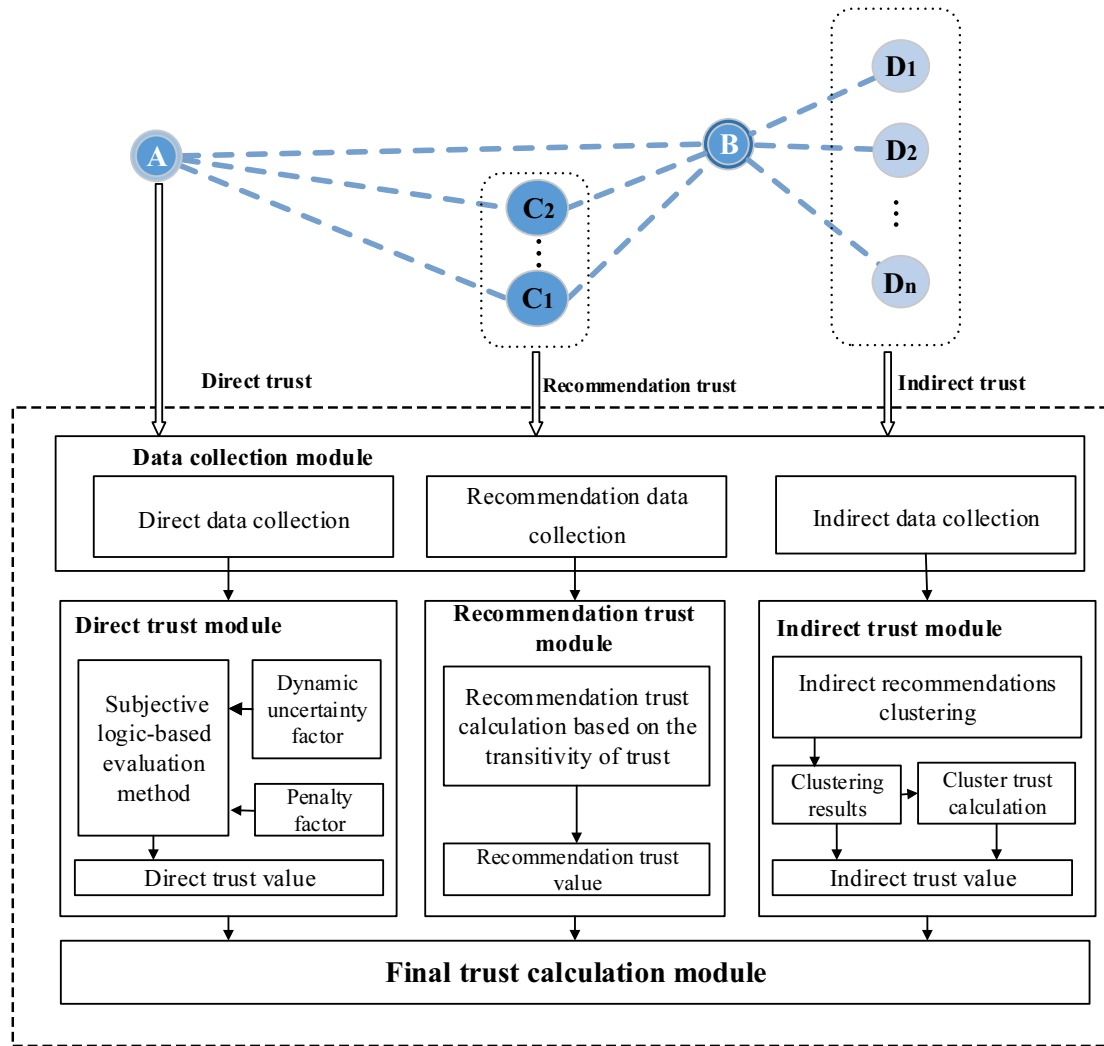 D1
A
B
D2
C2
C1
Dn
Direct trust
Recommendation trust
Indirect trust
Data collection module
Direct data collection
Recommendation data
collection
Indirect data collection
Direct trust module
Subjective
logic-based
evaluation
method
Dynamic
uncertainty
factor
Penalty
factor
Direct trust value
Recommendation trust
module
Recommendation trust
calculation based on the
transitivity of trust
Recommendation trust
value
Indirect trust module
Indirect recommendations
clustering
Clustering
results
Cluster trust
calculation
Indirect trust value
Final trust calculation module